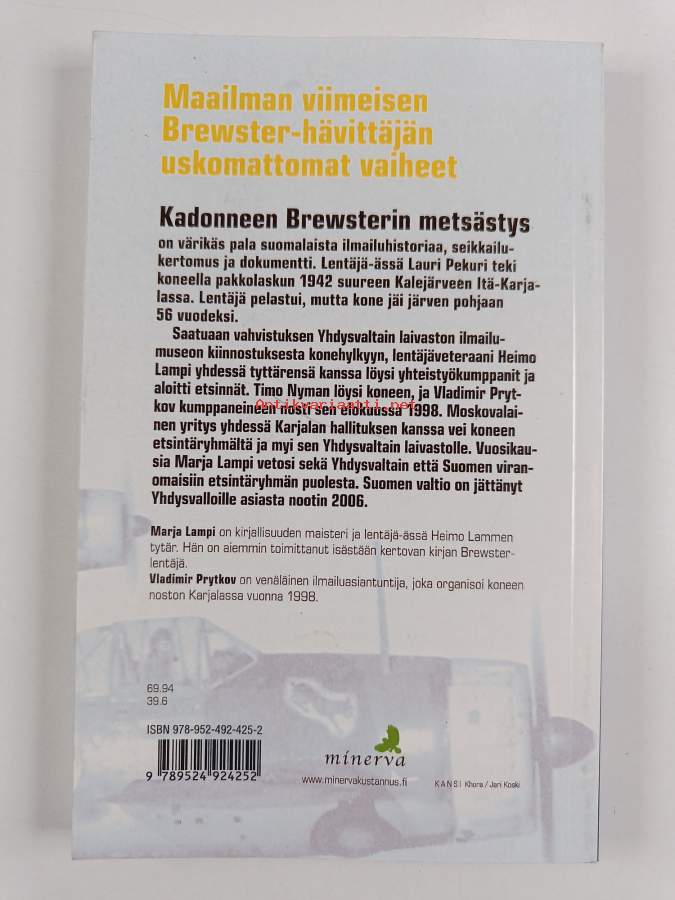 Maailman viimeisen
Brewster-hävittäjän
uskomattomat vaiheet
Kadonneen Brewsterin metsästys
on värikäs pala suomalaista ilmailuhistoriaa, seikkailu-
kertomus ja dokumentti. Lentäjä-ässä Lauri Pekuri teki
koneella pakkolaskun 1942 suureen Kalejärveen Itä-Karja-
lassa. Lentäjä pelastui, mutta kone jäi järven pohjaan
56 vuodeksi.
Saatuaan vahvistuksen Yhdysvaltain laivaston ilmailu-
museon kiinnostuksesta konehylkyyn, lentäjäveteraani Heimo
Lampi yhdessä tyttärensä kanssa löysi yhteistyökumppanit ja
aloitti etsinnät. Timo Nyman löysi koneen, ja Vladimir Pryt-
kov kumppaneineen nosti sen elokuussa 1998. Moskovalai-
nen yritys yhdessä Karjalan hallituksen kanssa vei koneen
etsintäryhmältä ja myi sen Yhdysvaltain laivastolle. Vuosikau-
sia Marja Lampi vetosi sekä Yhdysvaltain että Suomen viran-
omaisiin etsintäryhmän puolesta. Suomen valtio on jättänyt
Yhdysvalloille asiasta nootin 2006.
Antikvariaatti.net
Marja Lampi on kirjallisuuden maisteri ja lentäjä-ässä Heimo Lammen
tytär. Hän on aiemmin toimittanut isästään kertovan kirjan Brewster-
lentäjä.
Vladimir Prytkov on venäläinen ilmailuasiantuntija, joka organisoi koneen
noston Karjalassa vuonna 1998.
69.94
39.6
ISBN 978-952-492-425-2
9 789524 924252
minerva
www.minervakustannus.fi
KANSI Khora / Jari Koski